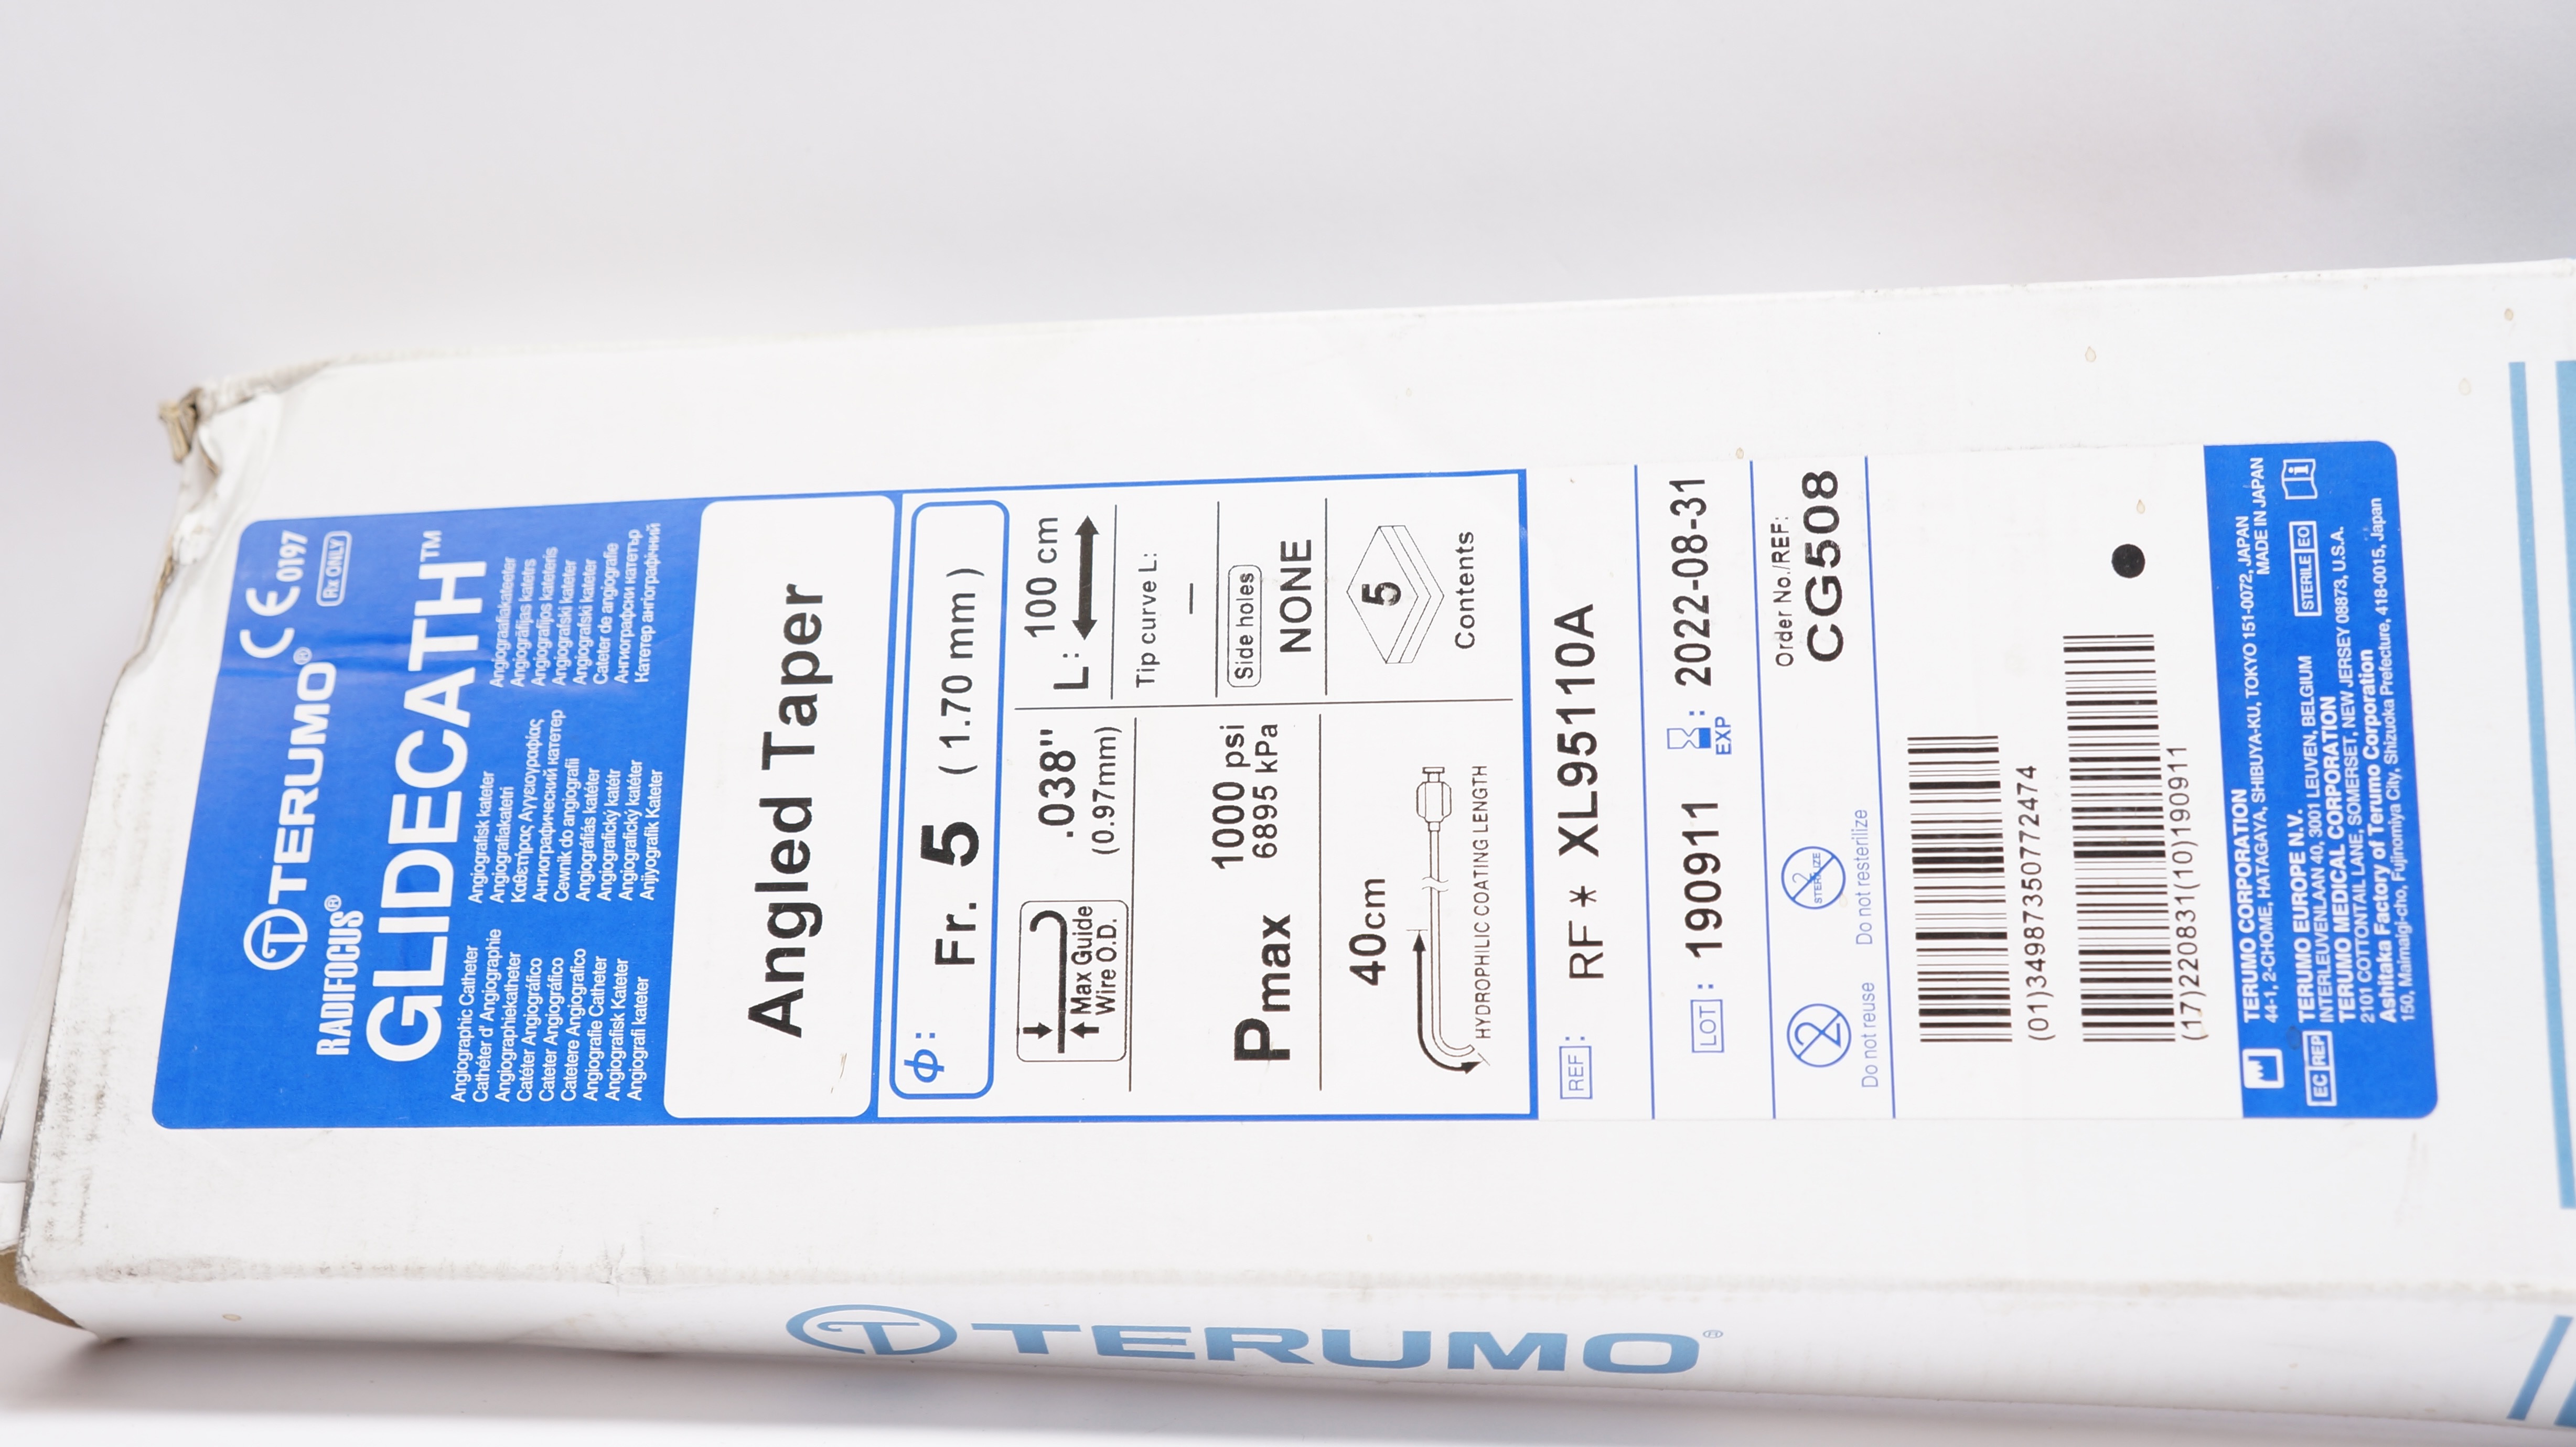 TERUMO®
CE 0197
RADIFOCUS®
Rx ONLY
GLIDECATH™
Angiographic Catheter
Cathéter d' Angiographie
Angiographiekatheter
Catéter Angiográfico
Cateter Angiográfico
Catetere Angiografico
Angiografie Catheter
Angiografisk Kateter
Angiografi kateter
Angiografisk kateter
Angiografiakatetri
Καθετήρας Αγγειογραφίας
Ангиографический катетер
Cewnik do angiografii
Angiográfiás katéter
Angiografický katétr
Angiografický katéter
Anjiyografik Kateter
Angiograafiakateeter
Angiogrāfijas katetrs
Angiografijos kateteris
Angiografski kateter
Angiografski kateter
Cateter de angiografie
Ангиографски катетър
Катетер ангіографічний
Angled Taper
ϕ: Fr. 5 ( 1.70 mm )
Max Guide
Wire O.D.
.038"
(0.97mm)
L: 100 cm
Tip curve L:
—
Pmax
1000 psi
6895 kPa
Side holes
NONE
40cm
HYDROPHILIC COATING LENGTH
5
Contents
REF: RF * XL95110A
LOT: 190911
EXP: 2022-08-31
2
Do not reuse
2
STERILIZE
Do not resterilize
Order No./REF:
CG508
(01)34987350772474
(17)220831(10)190911
TERUMO CORPORATION
44-1, 2-CHOME, HATAGAYA, SHIBUYA-KU, TOKYO 151-0072, JAPAN
MADE IN JAPAN
EC REP
TERUMO EUROPE N.V.
INTERLEUVENLAAN 40, 3001 LEUVEN, BELGIUM
STERILE EO
TERUMO MEDICAL CORPORATION
2101 COTTONTAIL LANE, SOMERSET, NEW JERSEY 08873, U.S.A.
Ashitaka Factory of Terumo Corporation
150, Maimaigi-cho, Fujinomiya City, Shizuoka Prefecture, 418-0015, Japan
TERUMO®